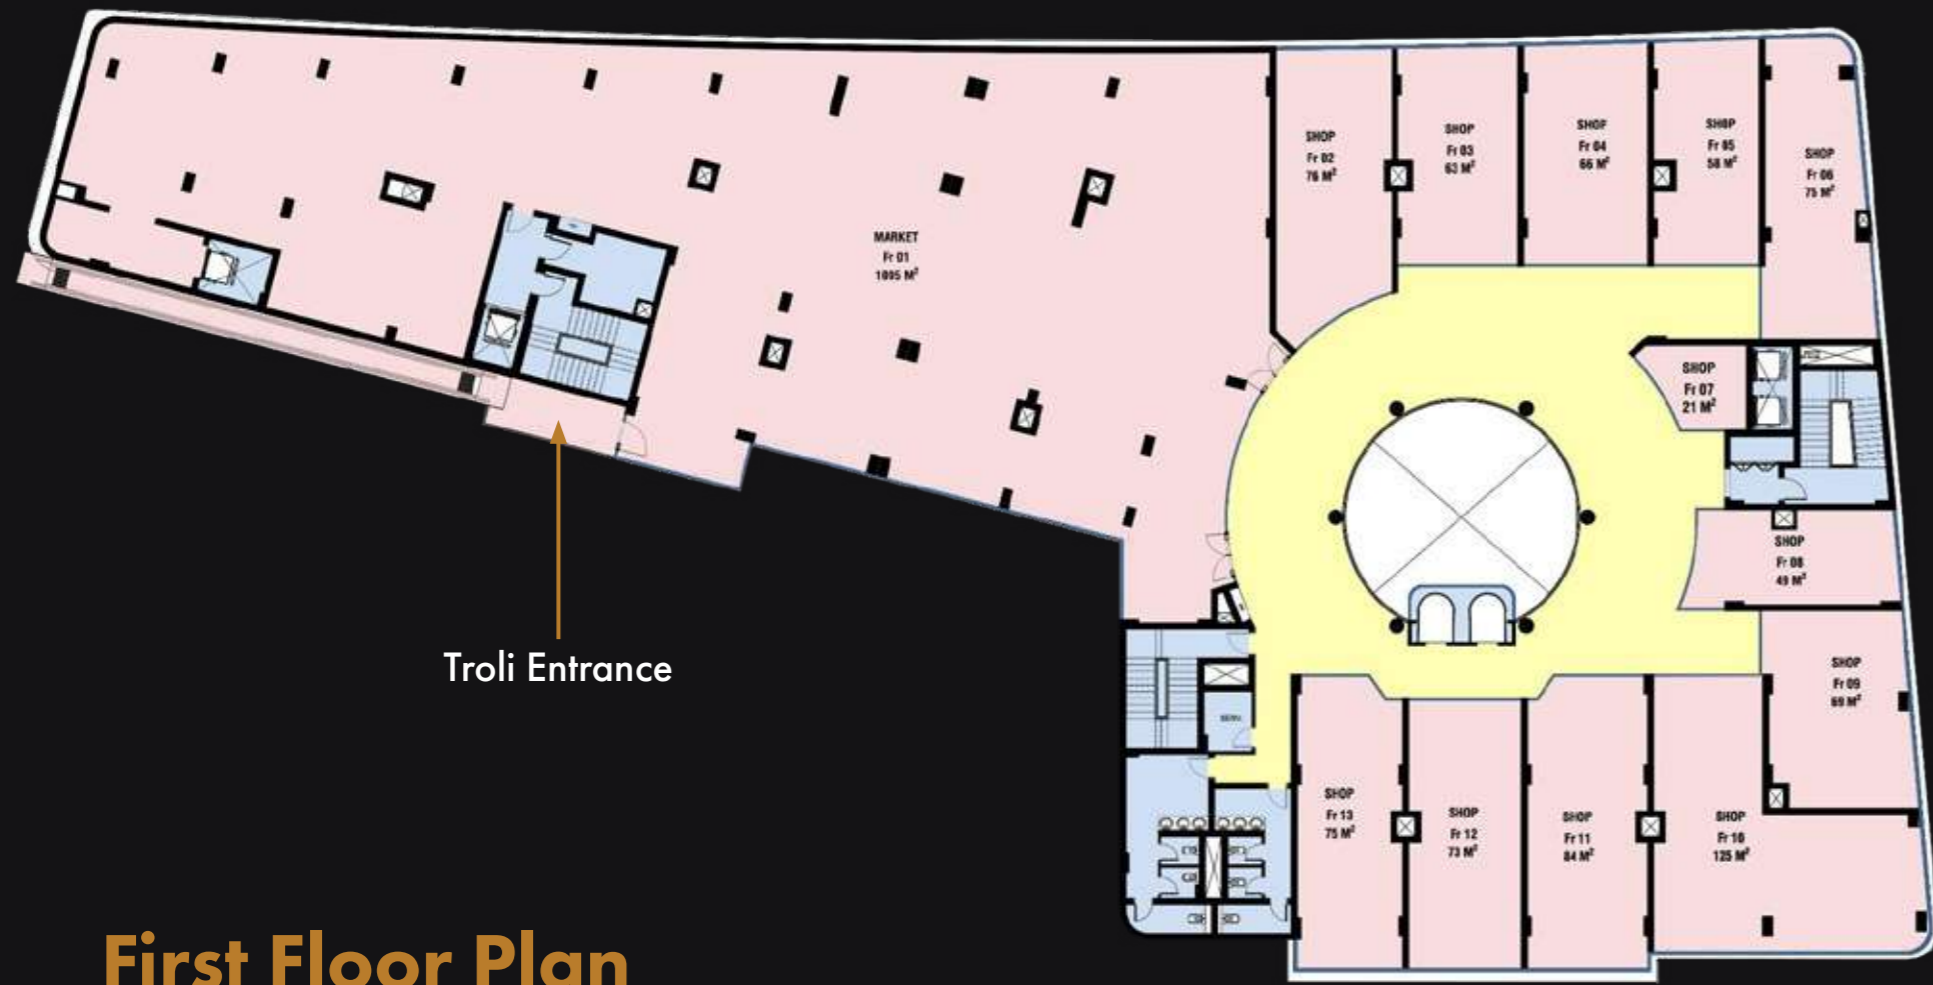 SHOP
Fr 02
76 M²
SHOP
Fr 03
63 M²
SHOP
Fr 04
66 M²
SHOP
Fr 05
58 M²
SHOP
Fr 06
75 M²
MARKET
Fr 01
1005 M²
SHOP
Fr 07
21 M²
SHOP
Fr 08
49 M²
Troli Entrance
SHOP
Fr 09
69 M²
SHOP
Fr 13
75 M²
SHOP
Fr 12
73 M²
SHOP
Fr 11
84 M²
SHOP
Fr 10
125 M²
First Floor Plan